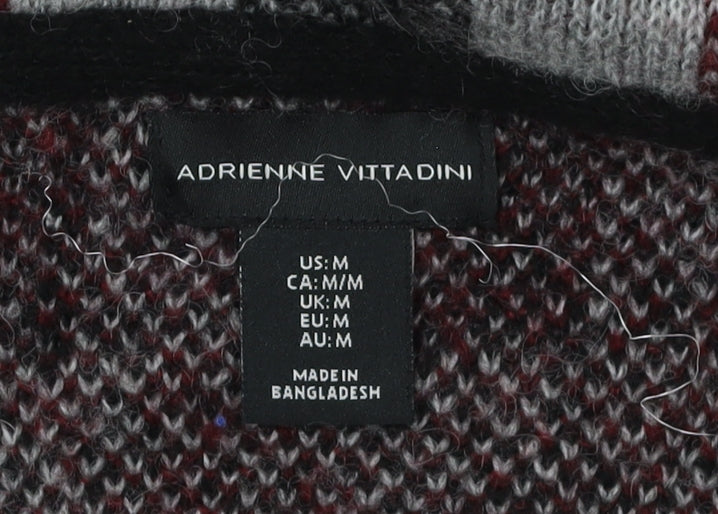 ADRIENNE VITTADINI
US: M
CA: M/M
UK: M
EU: M
AU: M
MADE IN
BANGLADESH